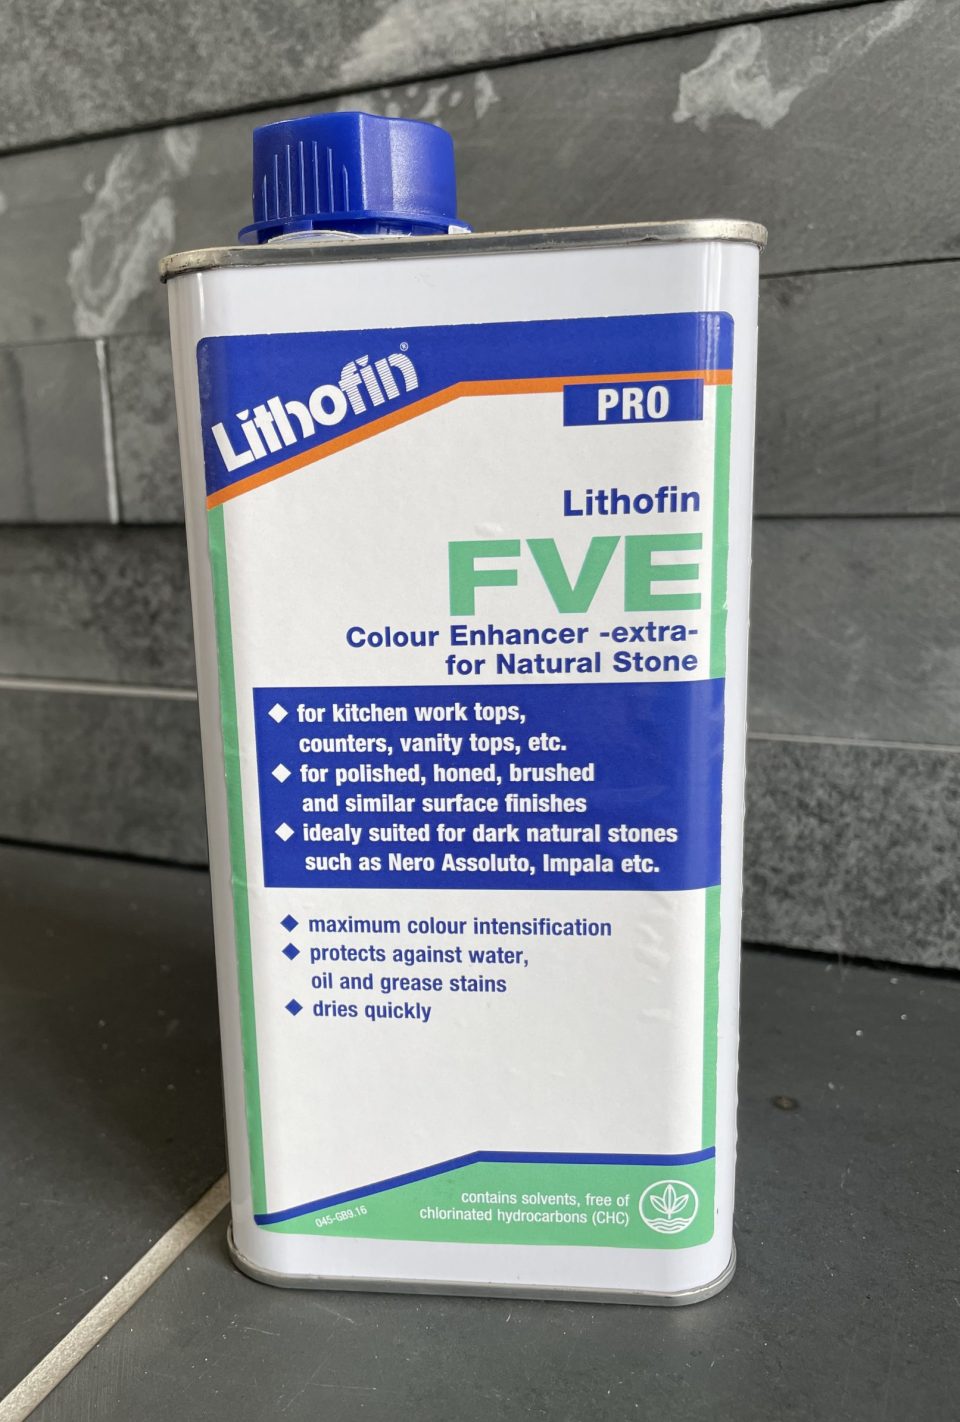 Lithofin®
PRO
Lithofin
FVE
Colour Enhancer -extra-
for Natural Stone
◆ for kitchen work tops,
counters, vanity tops, etc.
◆ for polished, honed, brushed
and similar surface finishes
◆ idealy suited for dark natural stones
such as Nero Assoluto, Impala etc.
◆ maximum colour intensification
◆ protects against water,
oil and grease stains
◆ dries quickly
contains solvents, free of
chlorinated hydrocarbons (CHC)
045-GB9.16